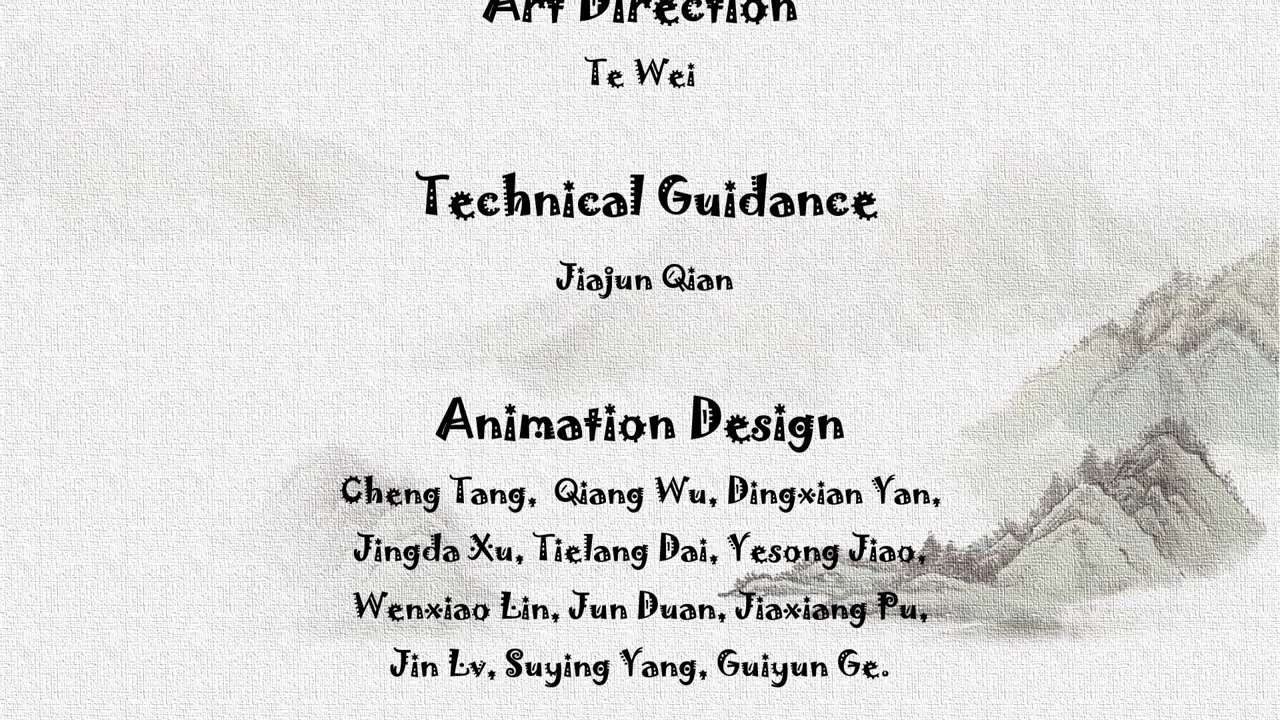 Art Direction
Te Wei
Technical Guidance
Jiajun Qian
Animation Design
Cheng Tang, Qiang Wu, Dingxian Yan,
Jingda Xu, Tielang Dai, Yesong Jiao,
Wenxiao Lin, Jun Duan, Jiaxiang Pu,
Jin Lv, Suying Yang, Guiyun Ge.